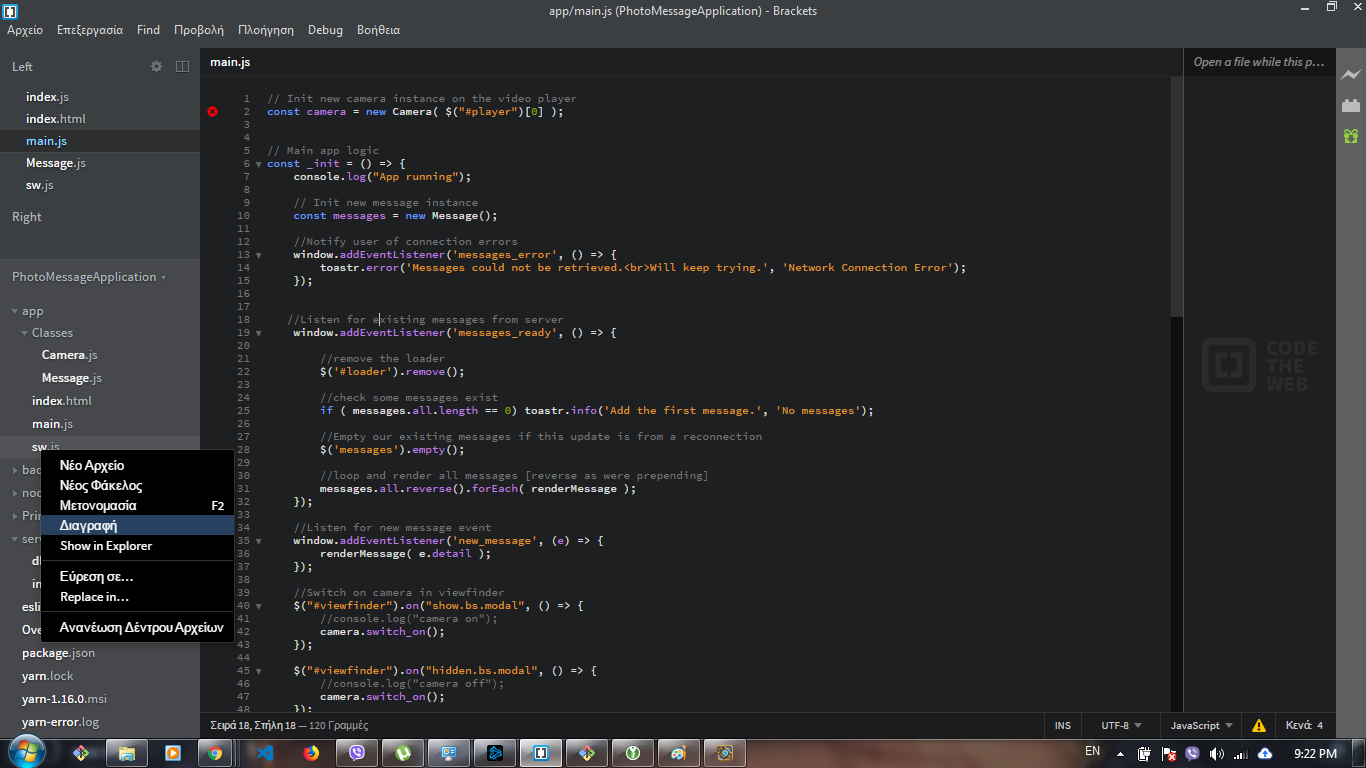 app/main.js (PhotoMessageApplication) - Brackets
Αρχείο Επεξεργασία Find Προβολή Πλοήγηση Debug Βοήθεια
Left
index.js
index.html
main.js
Message.js
sw.js
Right
PhotoMessageApplication
app
Classes
Camera.js
Message.js
index.html
main.js
sw.js
bac
noc
Prin
ser
d
in
esli
Ove
package.json
yarn.lock
yarn-1.16.0.msi
yarn-error.log
Νέο Αρχείο
Νέος Φάκελος
Μετονομασία F2
Διαγραφή
Show in Explorer
Εύρεση σε...
Replace in...
Ανανέωση Δέντρου Αρχείων
main.js
1 // Init new camera instance on the video player
2 const camera = new Camera( $("#player")[0] );
3
4
5 // Main app logic
6 const _init = () => {
7 console.log("App running");
8
9 // Init new message instance
10 const messages = new Message();
11
12 //Notify user of connection errors
13 window.addEventListener('messages_error', () => {
14 toastr.error('Messages could not be retrieved.<br>Will keep trying.', 'Network Connection Error');
15 });
16
17
18 //Listen for existing messages from server
19 window.addEventListener('messages_ready', () => {
20
21 //remove the loader
22 $('#loader').remove();
23
24 //check some messages exist
25 if ( messages.all.length == 0) toastr.info('Add the first message.', 'No messages');
26
27 //Empty our existing messages if this update is from a reconnection
28 $('messages').empty();
29
30 //loop and render all messages [reverse as were prepending]
31 messages.all.reverse().forEach( renderMessage );
32 });
33
34 //Listen for new message event
35 window.addEventListener('new_message', (e) => {
36 renderMessage( e.detail );
37 });
38
39 //Switch on camera in viewfinder
40 $("#viewfinder").on("show.bs.modal", () => {
41 //console.log("camera on");
42 camera.switch_on();
43 });
44
45 $("#viewfinder").on("hidden.bs.modal", () => {
46 //console.log("camera off");
47 camera.switch_on();
48 });
Open a file while this p...
CODE
THE
WEB
Σειρά 18, Στήλη 18 — 120 Γραμμές
INS UTF-8 JavaScript Κενά: 4
EN 9:22 PM